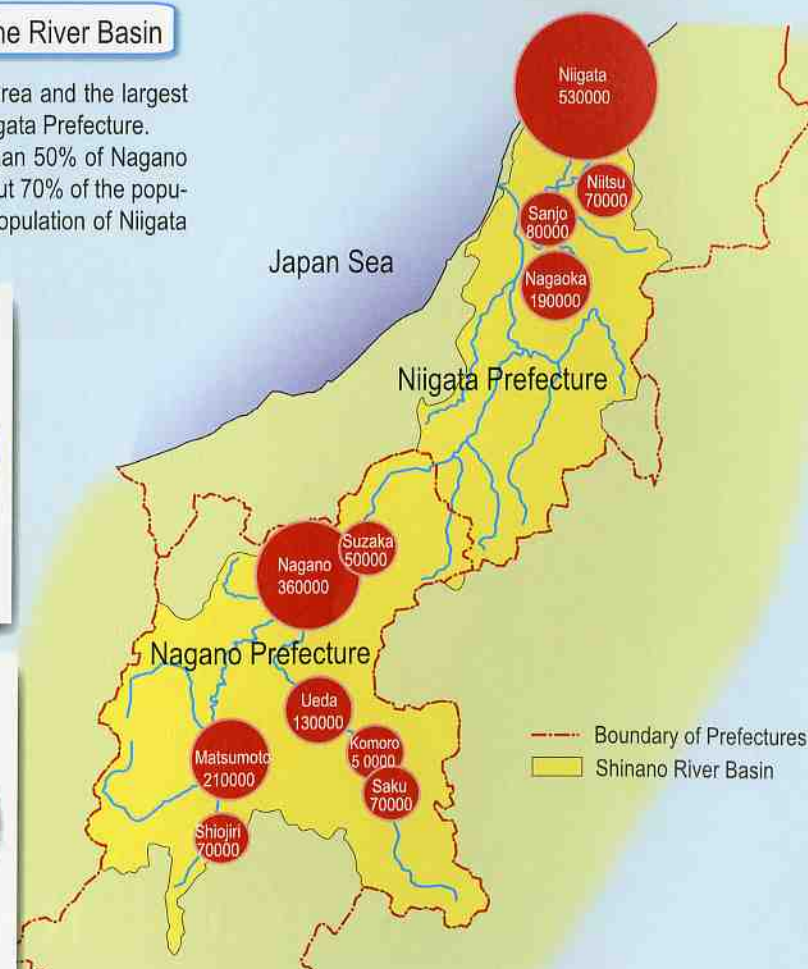 ne River Basin
rea and the largest
gata Prefecture.
an 50% of Nagano
ut 70% of the popu-
opulation of Niigata
Niigata
530000
Niitsu
70000
Sanjo
80000
Japan Sea
Nagaoka
190000
Niigata Prefecture
Suzaka
50000
Nagano
360000
Nagano Prefecture
Ueda
130000
Komoro
5 0000
Matsumoto
210000
Saku
70000
Shiojiri
70000
Boundary of Prefectures
Shinano River Basin